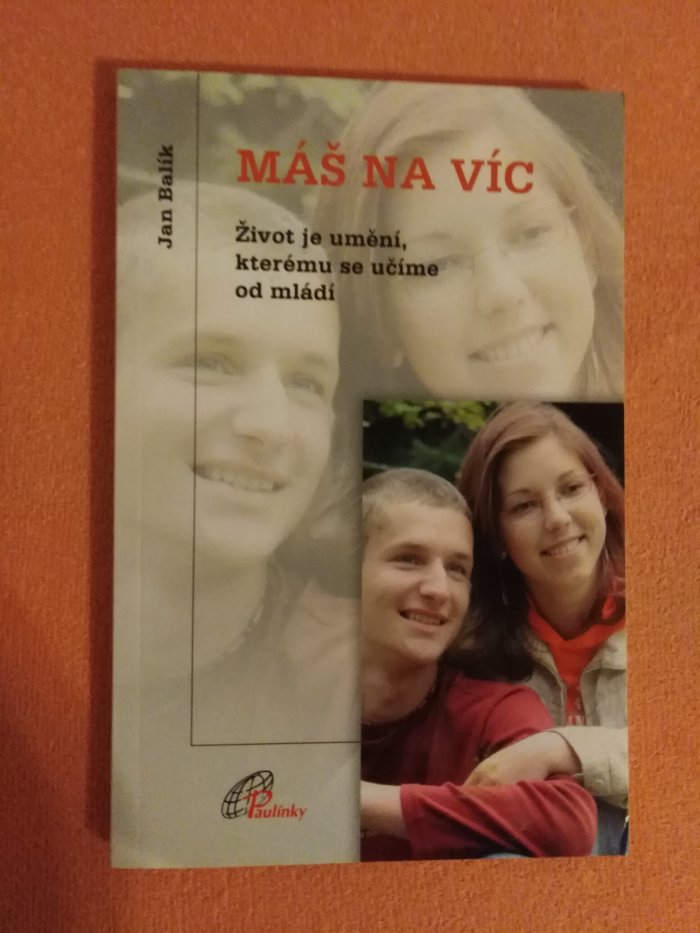 Jan Balík
MÁŠ NA VÍC
Život je umění,
kterému se učíme
od mládí
Paulínky